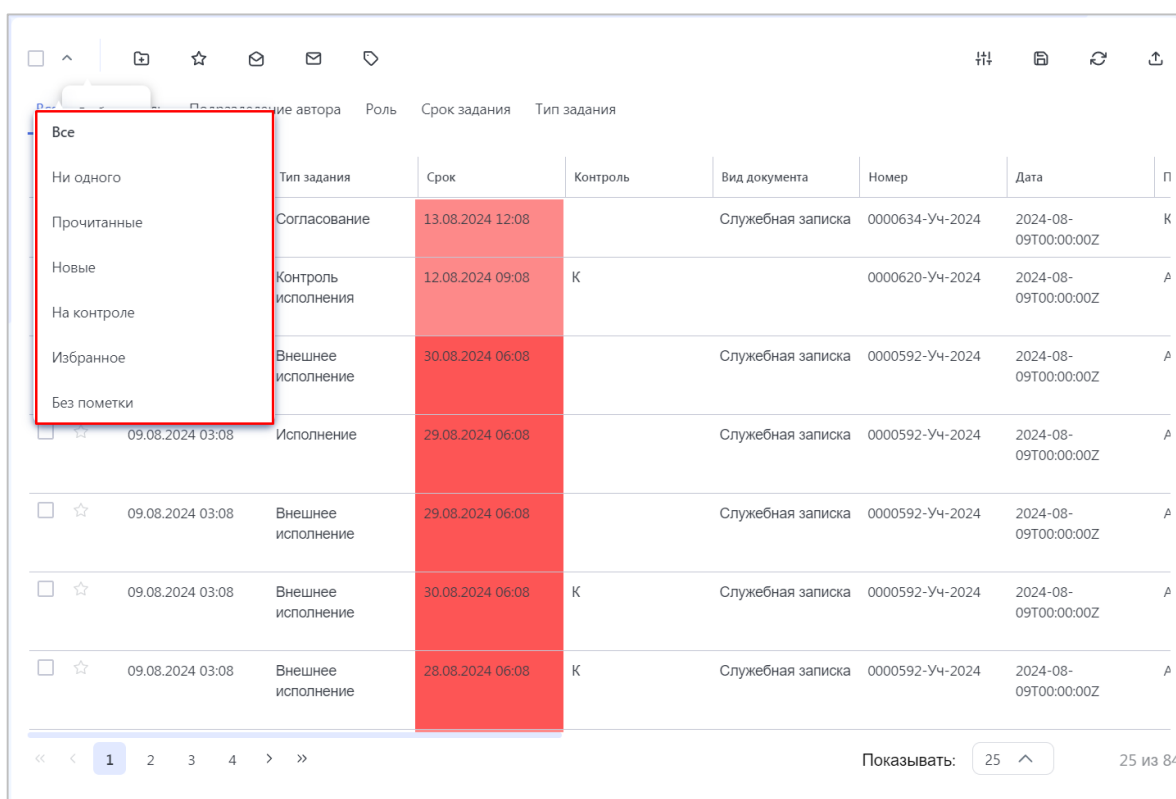 Подразделение автора Роль Срок задания Тип задания
Все
Ни одного
Прочитанные
Новые
На контроле
Избранное
Без пометки
Тип задания Срок Контроль Вид документа Номер Дата П
Согласование 13.08.2024 12:08 Служебная записка 0000634-Уч-2024 2024-08-
09T00:00:00Z
Контроль 12.08.2024 09:08 К 0000620-Уч-2024 2024-08-
исполнения 09T00:00:00Z
Внешнее 30.08.2024 06:08 Служебная записка 0000592-Уч-2024 2024-08-
исполнение 09T00:00:00Z
09.08.2024 03:08 Исполнение 29.08.2024 06:08 Служебная записка 0000592-Уч-2024 2024-08-
09T00:00:00Z
09.08.2024 03:08 Внешнее 29.08.2024 06:08 Служебная записка 0000592-Уч-2024 2024-08-
исполнение 09T00:00:00Z
09.08.2024 03:08 Внешнее 30.08.2024 06:08 К Служебная записка 0000592-Уч-2024 2024-08-
исполнение 09T00:00:00Z
09.08.2024 03:08 Внешнее 28.08.2024 06:08 К Служебная записка 0000592-Уч-2024 2024-08-
исполнение 09T00:00:00Z
« < 1 2 3 4 > » Показывать: 25 25 из 84